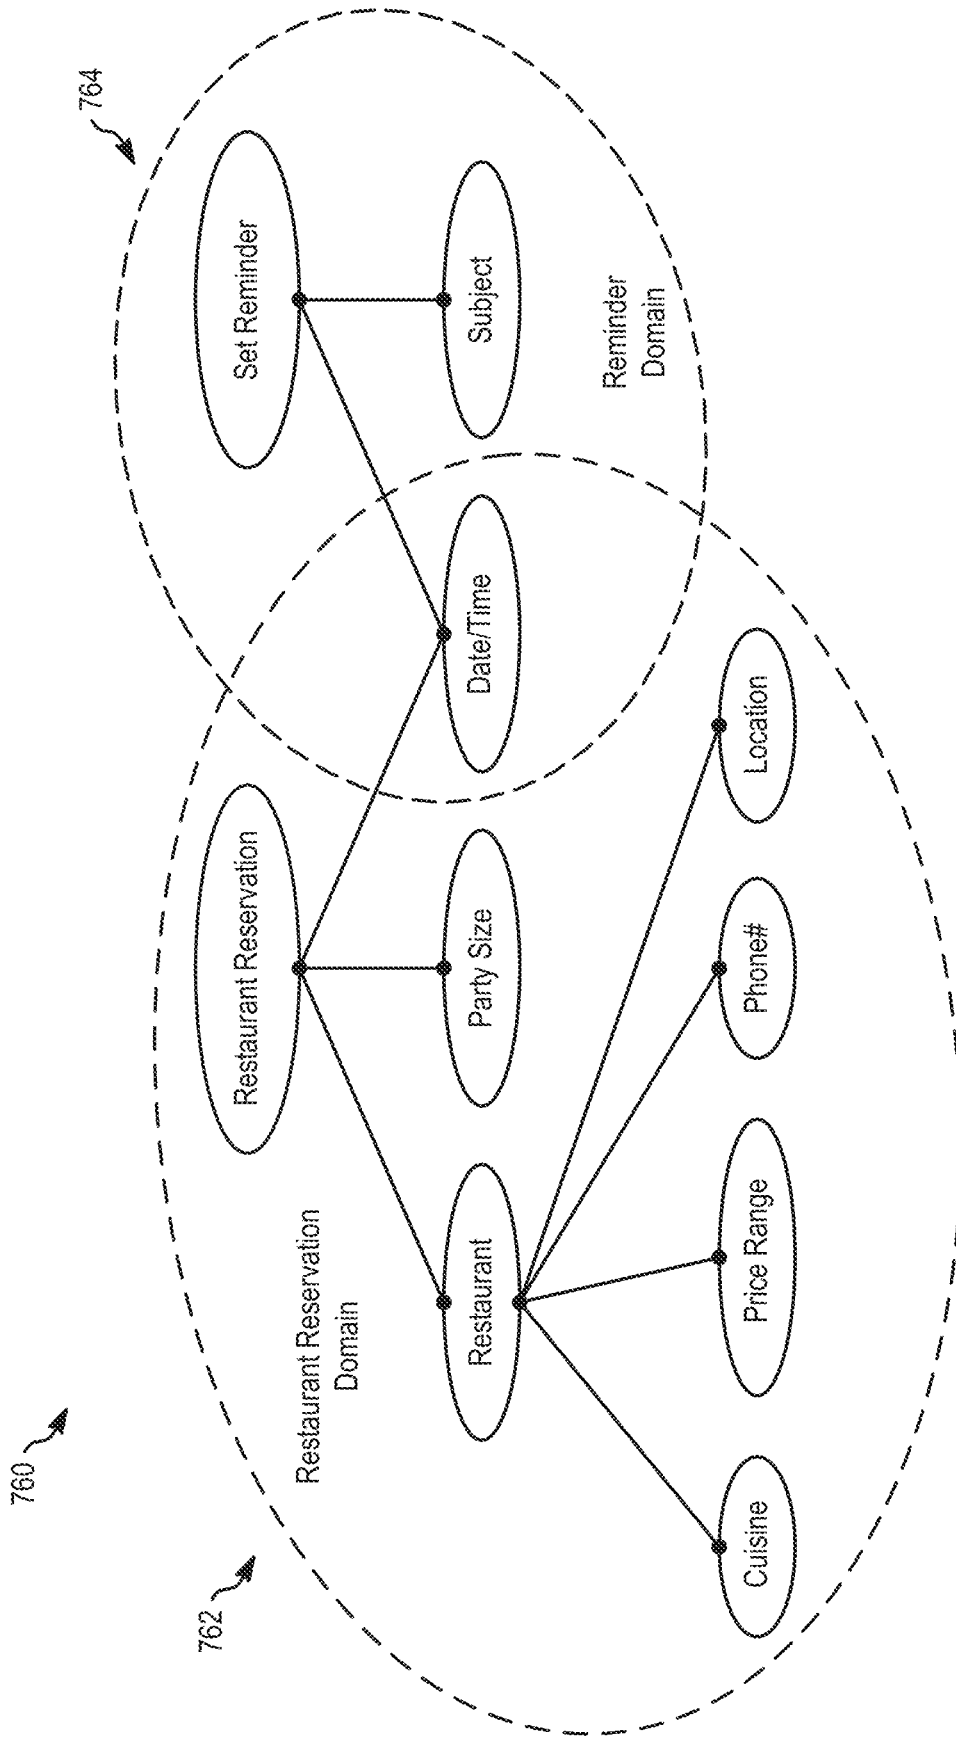 760
762
764
Restaurant Reservation
Set Reminder
Restaurant Reservation
Domain
Restaurant
Party Size
Date/Time
Subject
Reminder
Domain
Cuisine
Price Range
Phone#
Location